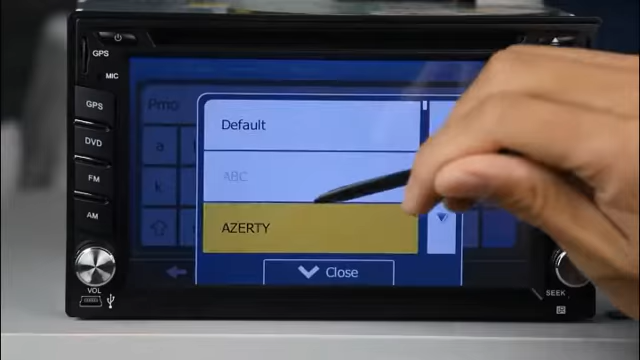 GPS
MIC
GPS
DVD
FM
AM
VOL
Default
ABC
AZERTY
Close
a
k
SEEK